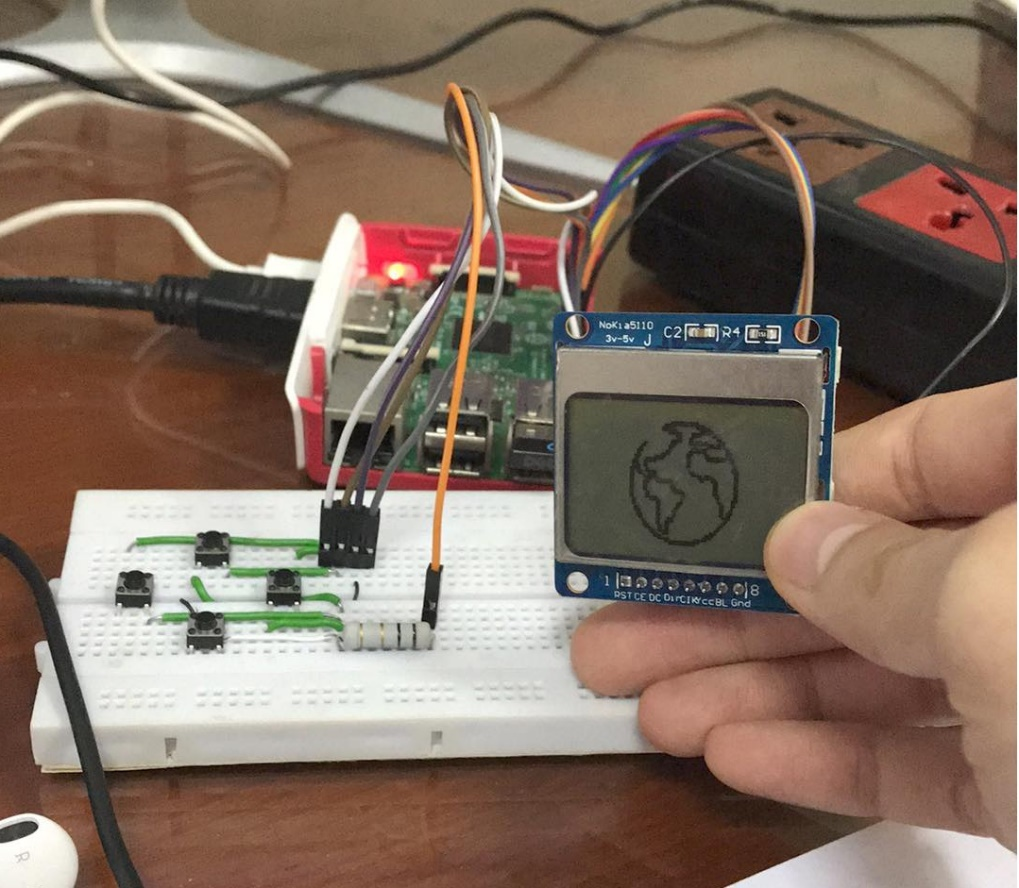 NoKia5110
3v-5v J C2 R4
1 8
RST CE DC Din Clk Vcc BL Gnd
R